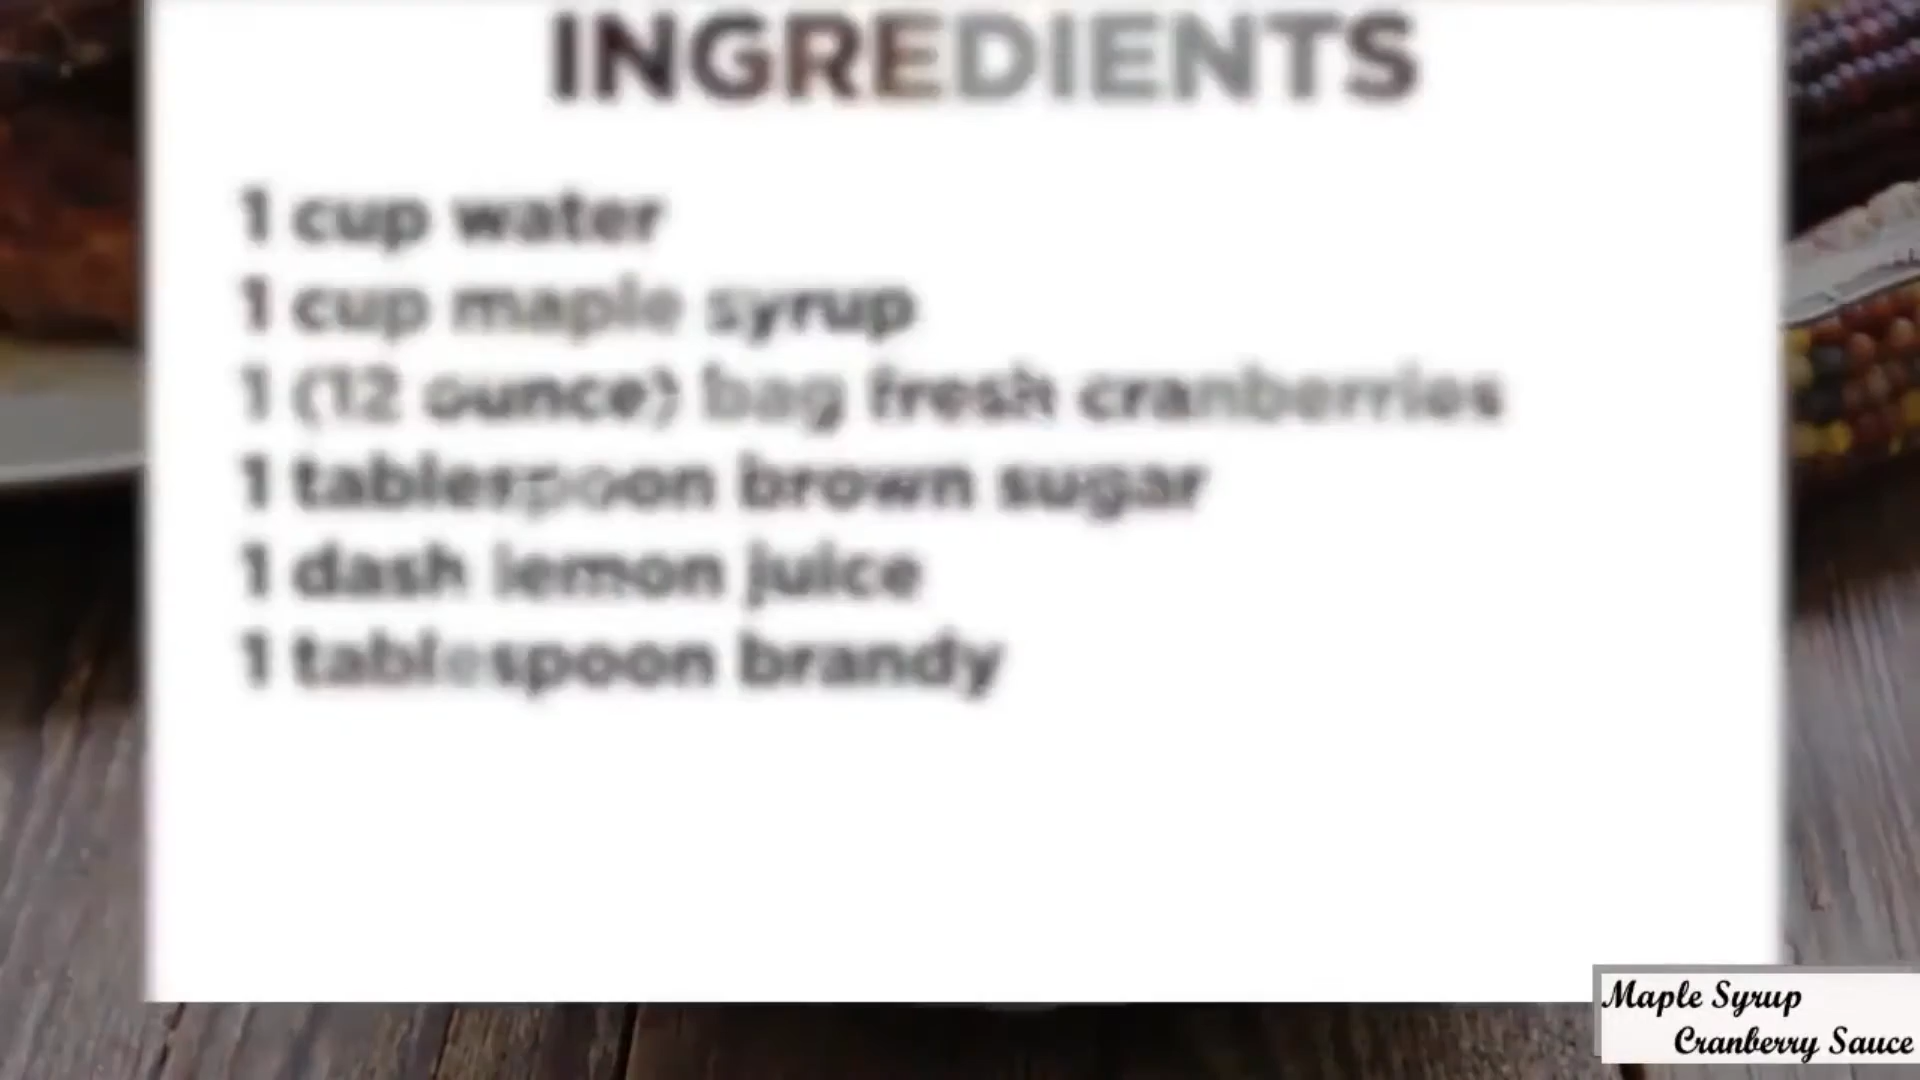 INGREDIENTS
1 cup water
1 cup maple syrup
1 (12 ounce) bag fresh cranberries
1 tablespoon brown sugar
1 dash lemon juice
1 tablespoon brandy
Maple Syrup
Cranberry Sauce